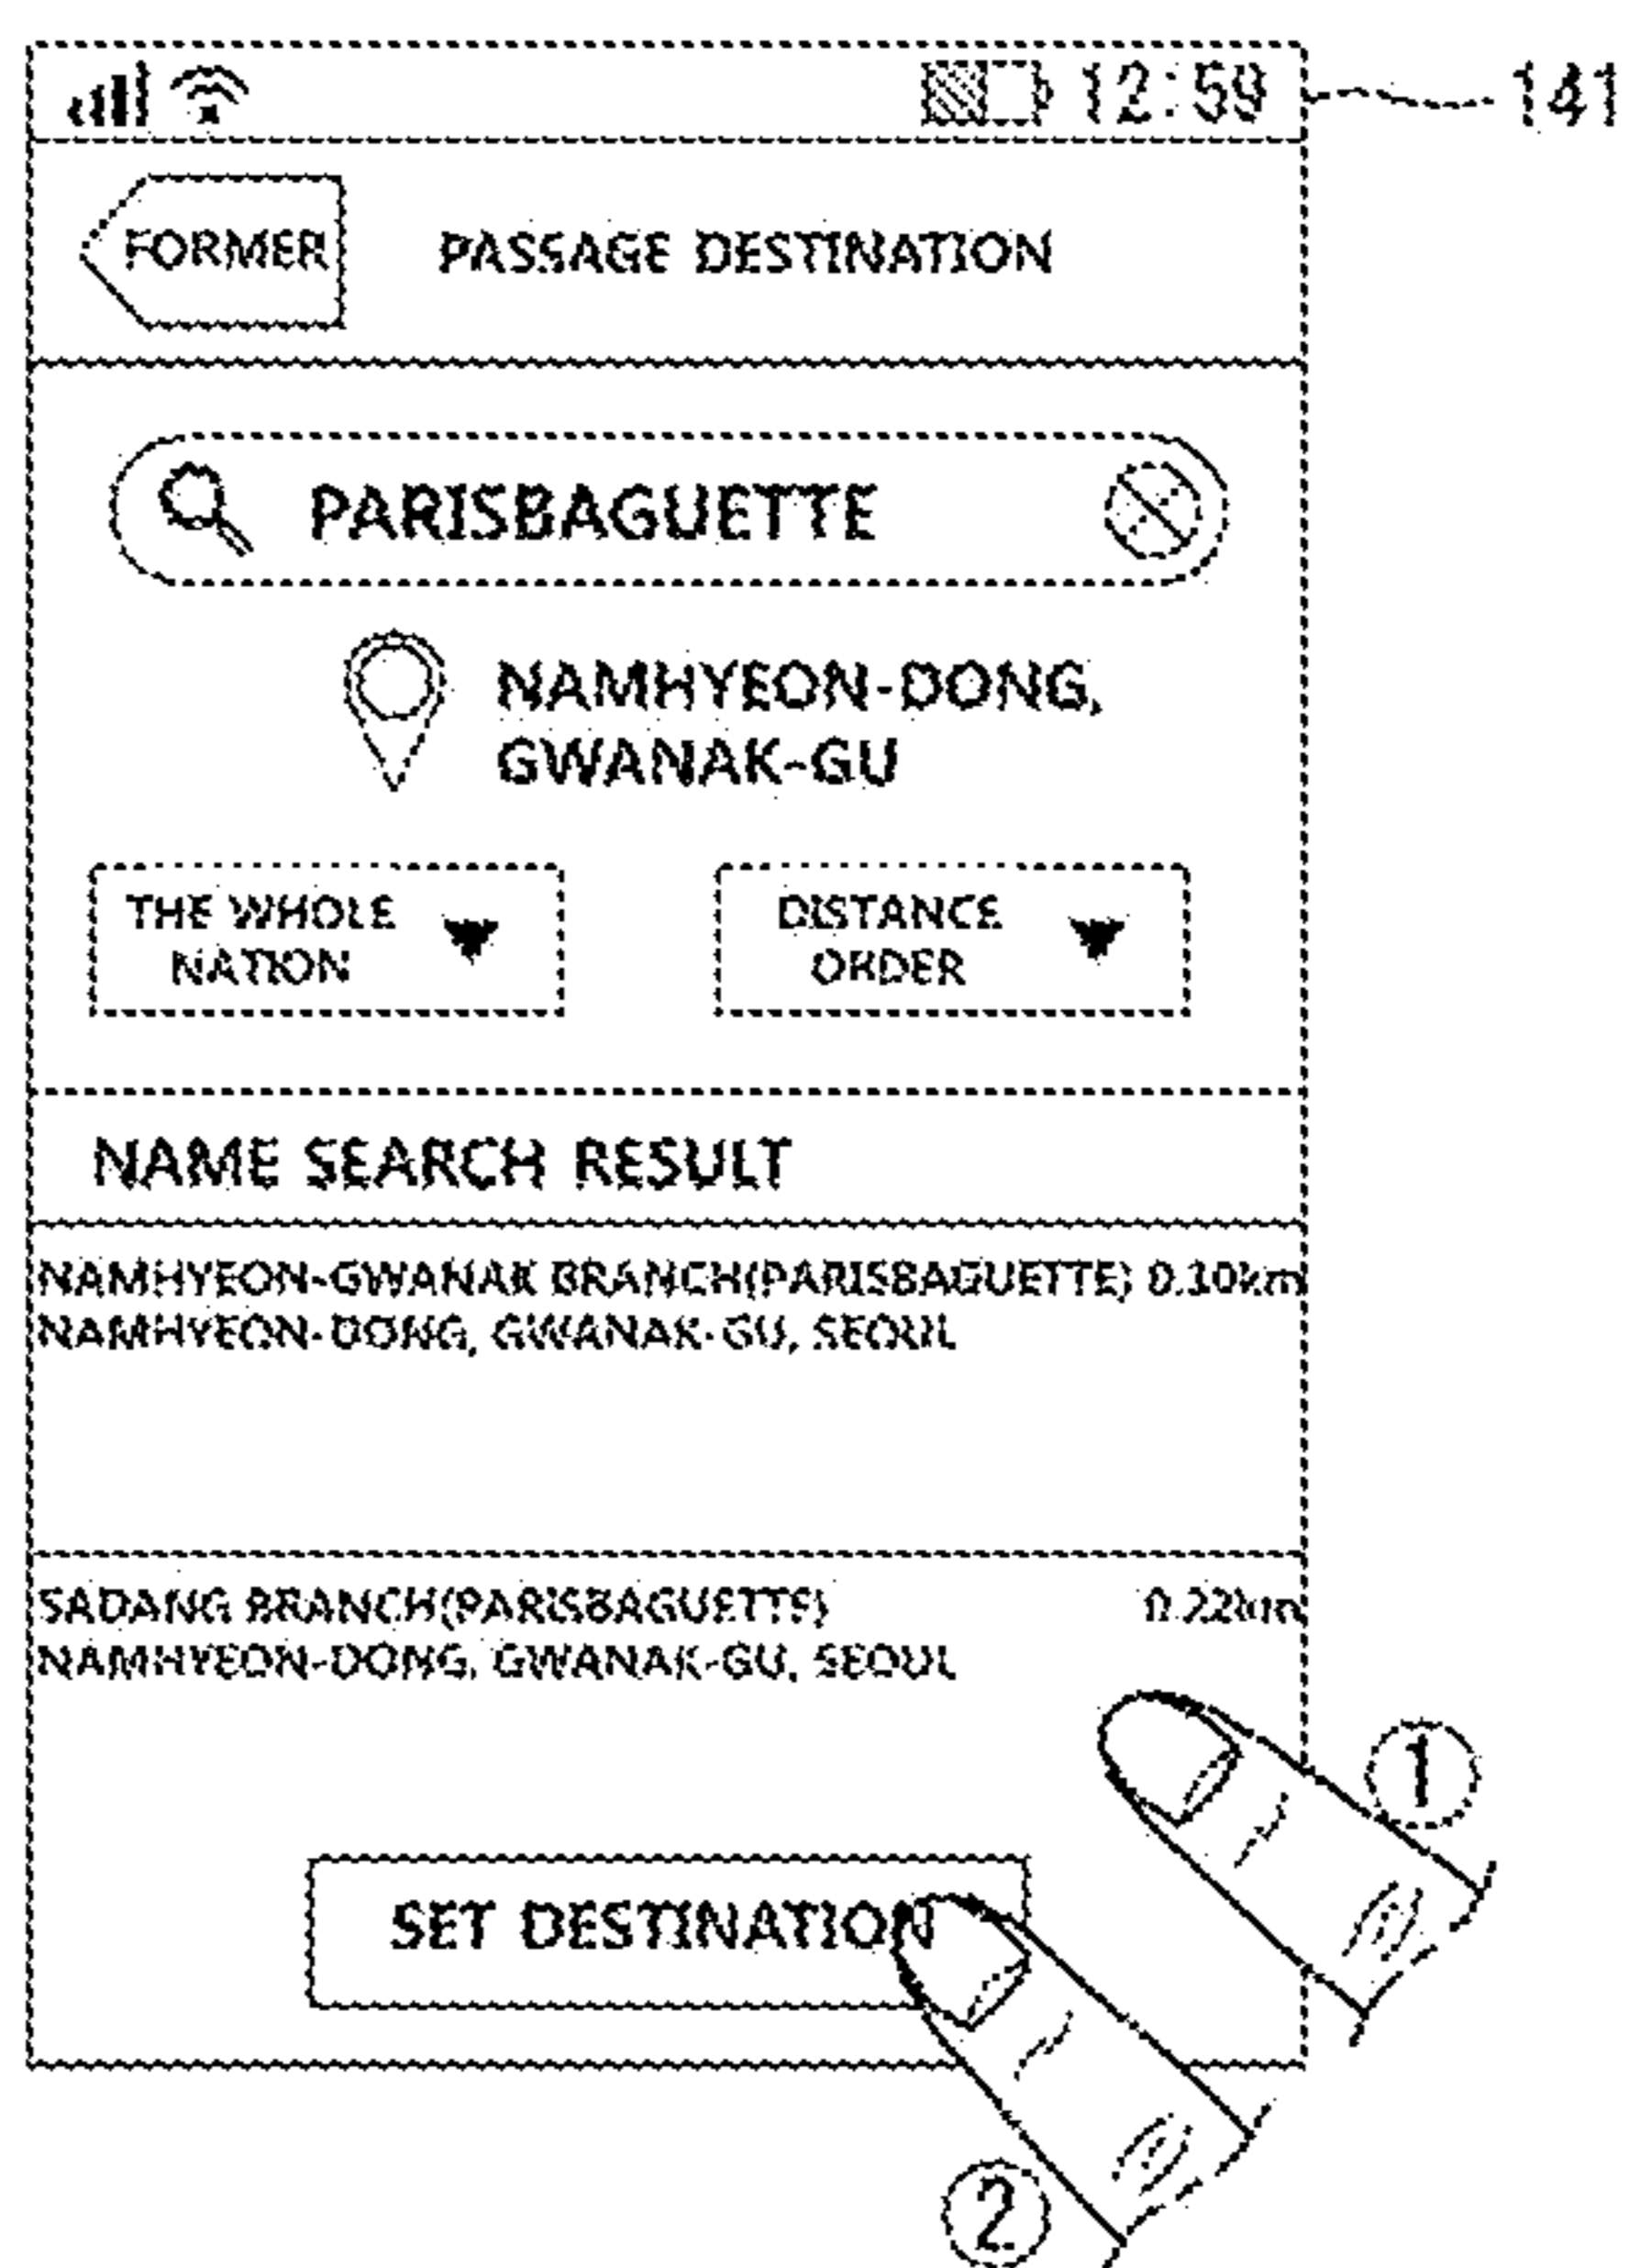 12:59
141
FORMER
PASSAGE DESTINATION
PARISBAGUETTE
NAMHYEON-DONG,
GWANAK-GU
THE WHOLE
NATION
DISTANCE
ORDER
NAME SEARCH RESULT
NAMHYEON-GWANAK BRANCH(PARISBAGUETTE) 0.10km
NAMHYEON-DONG, GWANAK-GU, SEOUL
SADANG BRANCH(PARISBAGUETTE) 0.22km
NAMHYEON-DONG, GWANAK-GU, SEOUL
①
SET DESTINATION
②